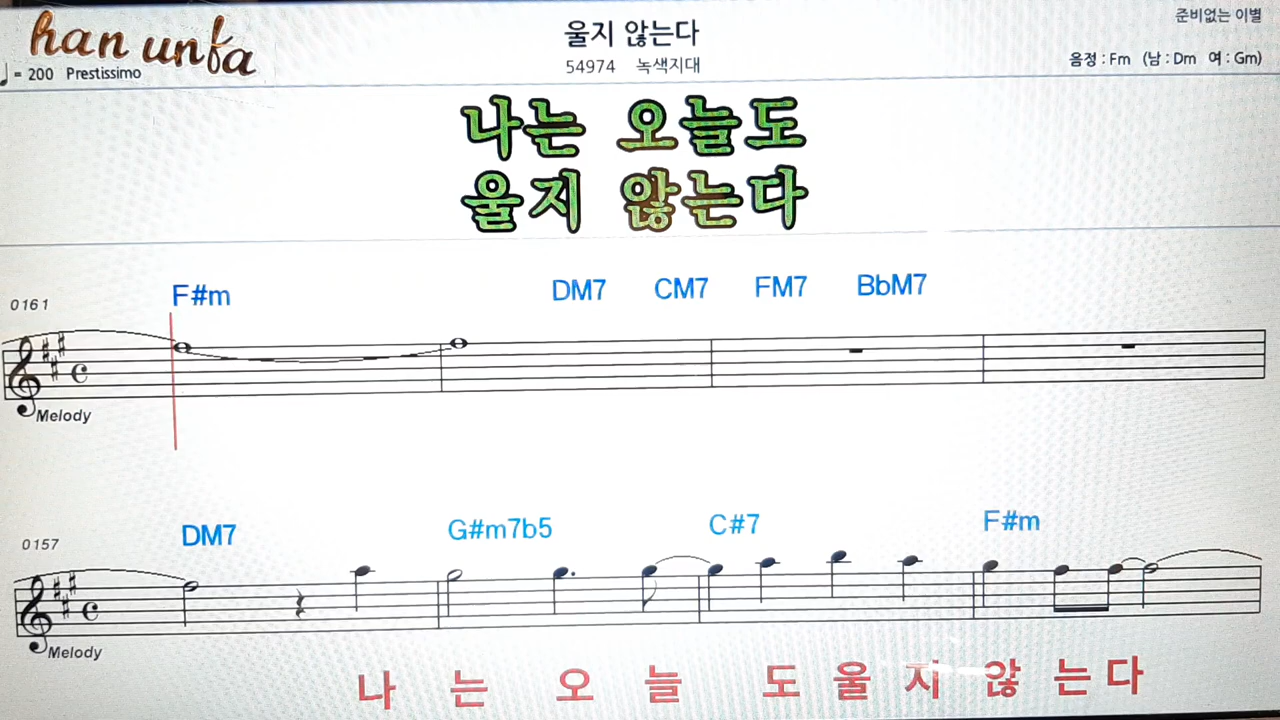 han unfa
준비없는 이별
울지 않는다
♩= 200 Prestissimo
54974 녹색지대
음정 : Fm (남 : Dm 여 : Gm)
나는 오늘도
울지 않는다
0161
F#m DM7 CM7 FM7 BbM7
Melody
0157
DM7 G#m7b5 C#7 F#m
Melody
나 는 오 늘 도 울 지 않 는 다